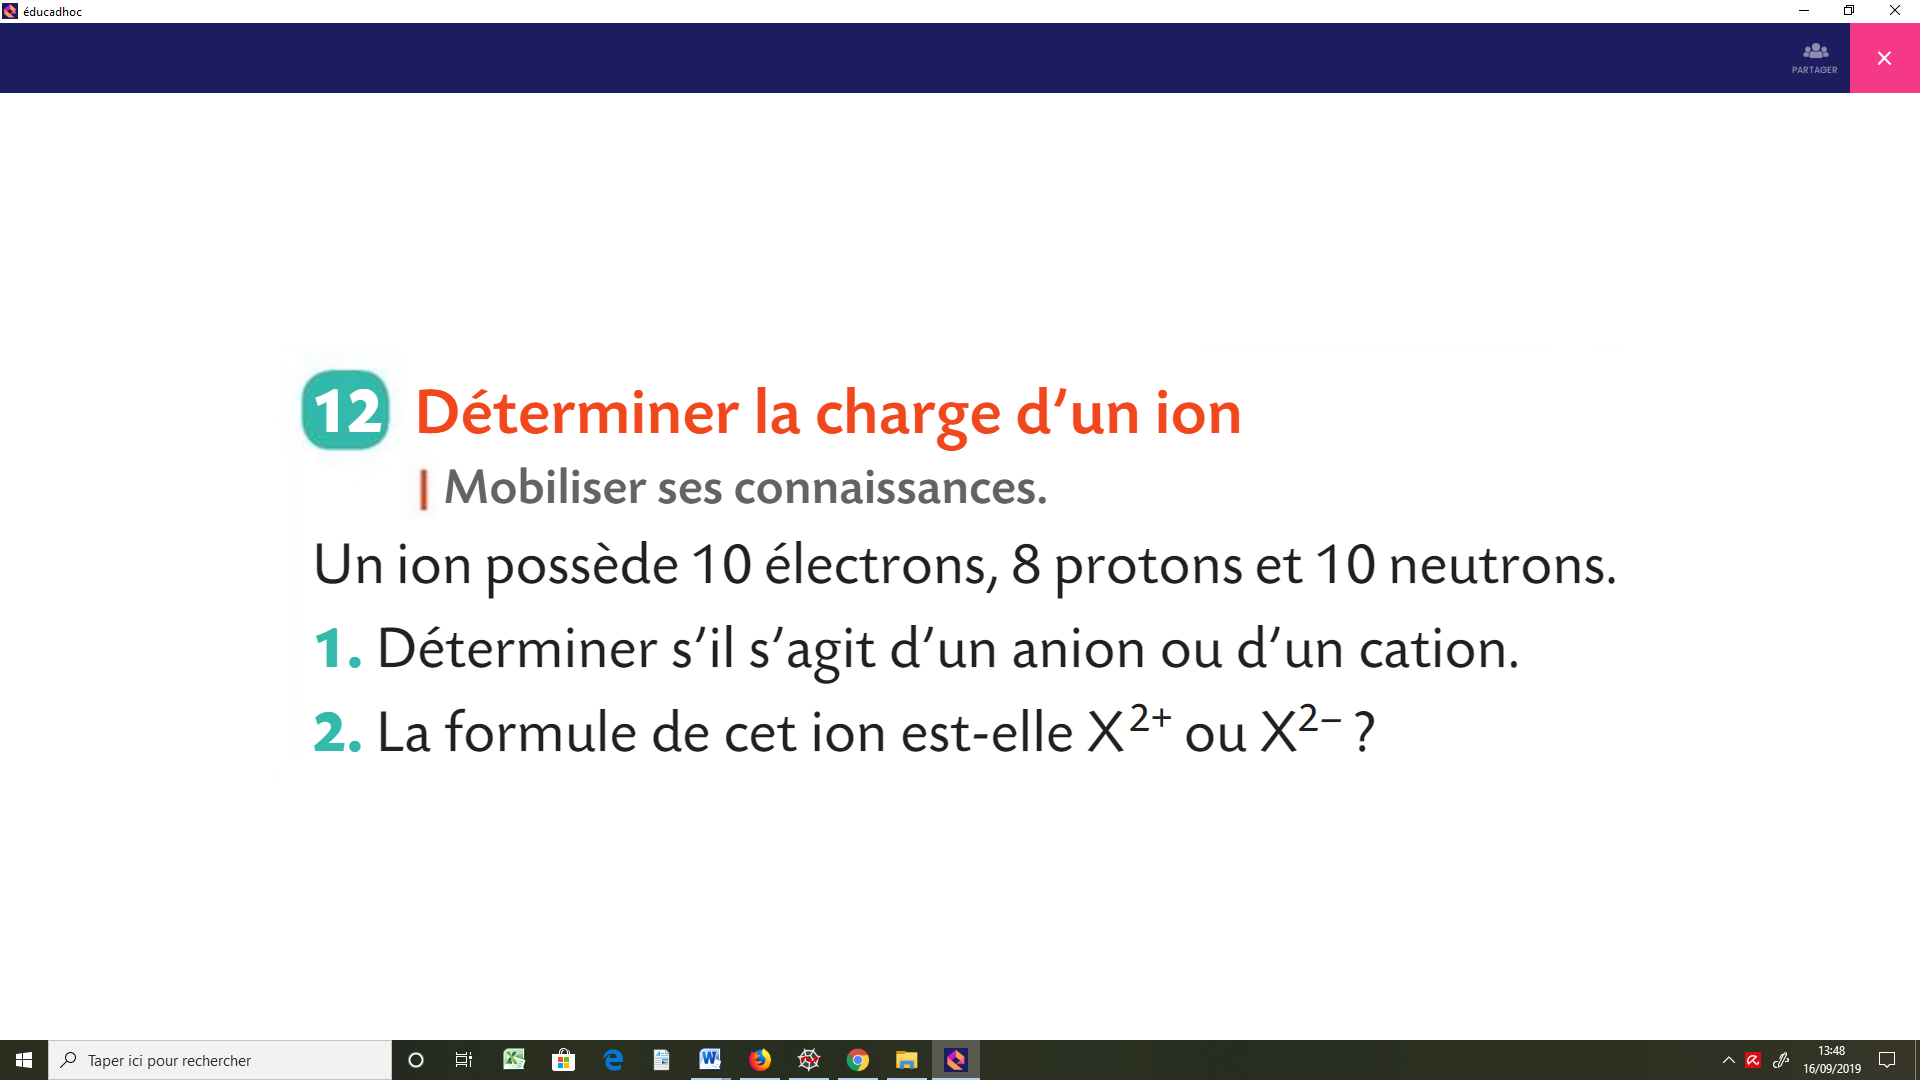 éducadhoc
PARTAGER
12 Déterminer la charge d’un ion
Mobiliser ses connaissances.
Un ion possède 10 électrons, 8 protons et 10 neutrons.
1. Déterminer s’il s’agit d’un anion ou d’un cation.
2. La formule de cet ion est-elle X²⁺ ou X²⁻ ?
Taper ici pour rechercher
13:48
16/09/2019